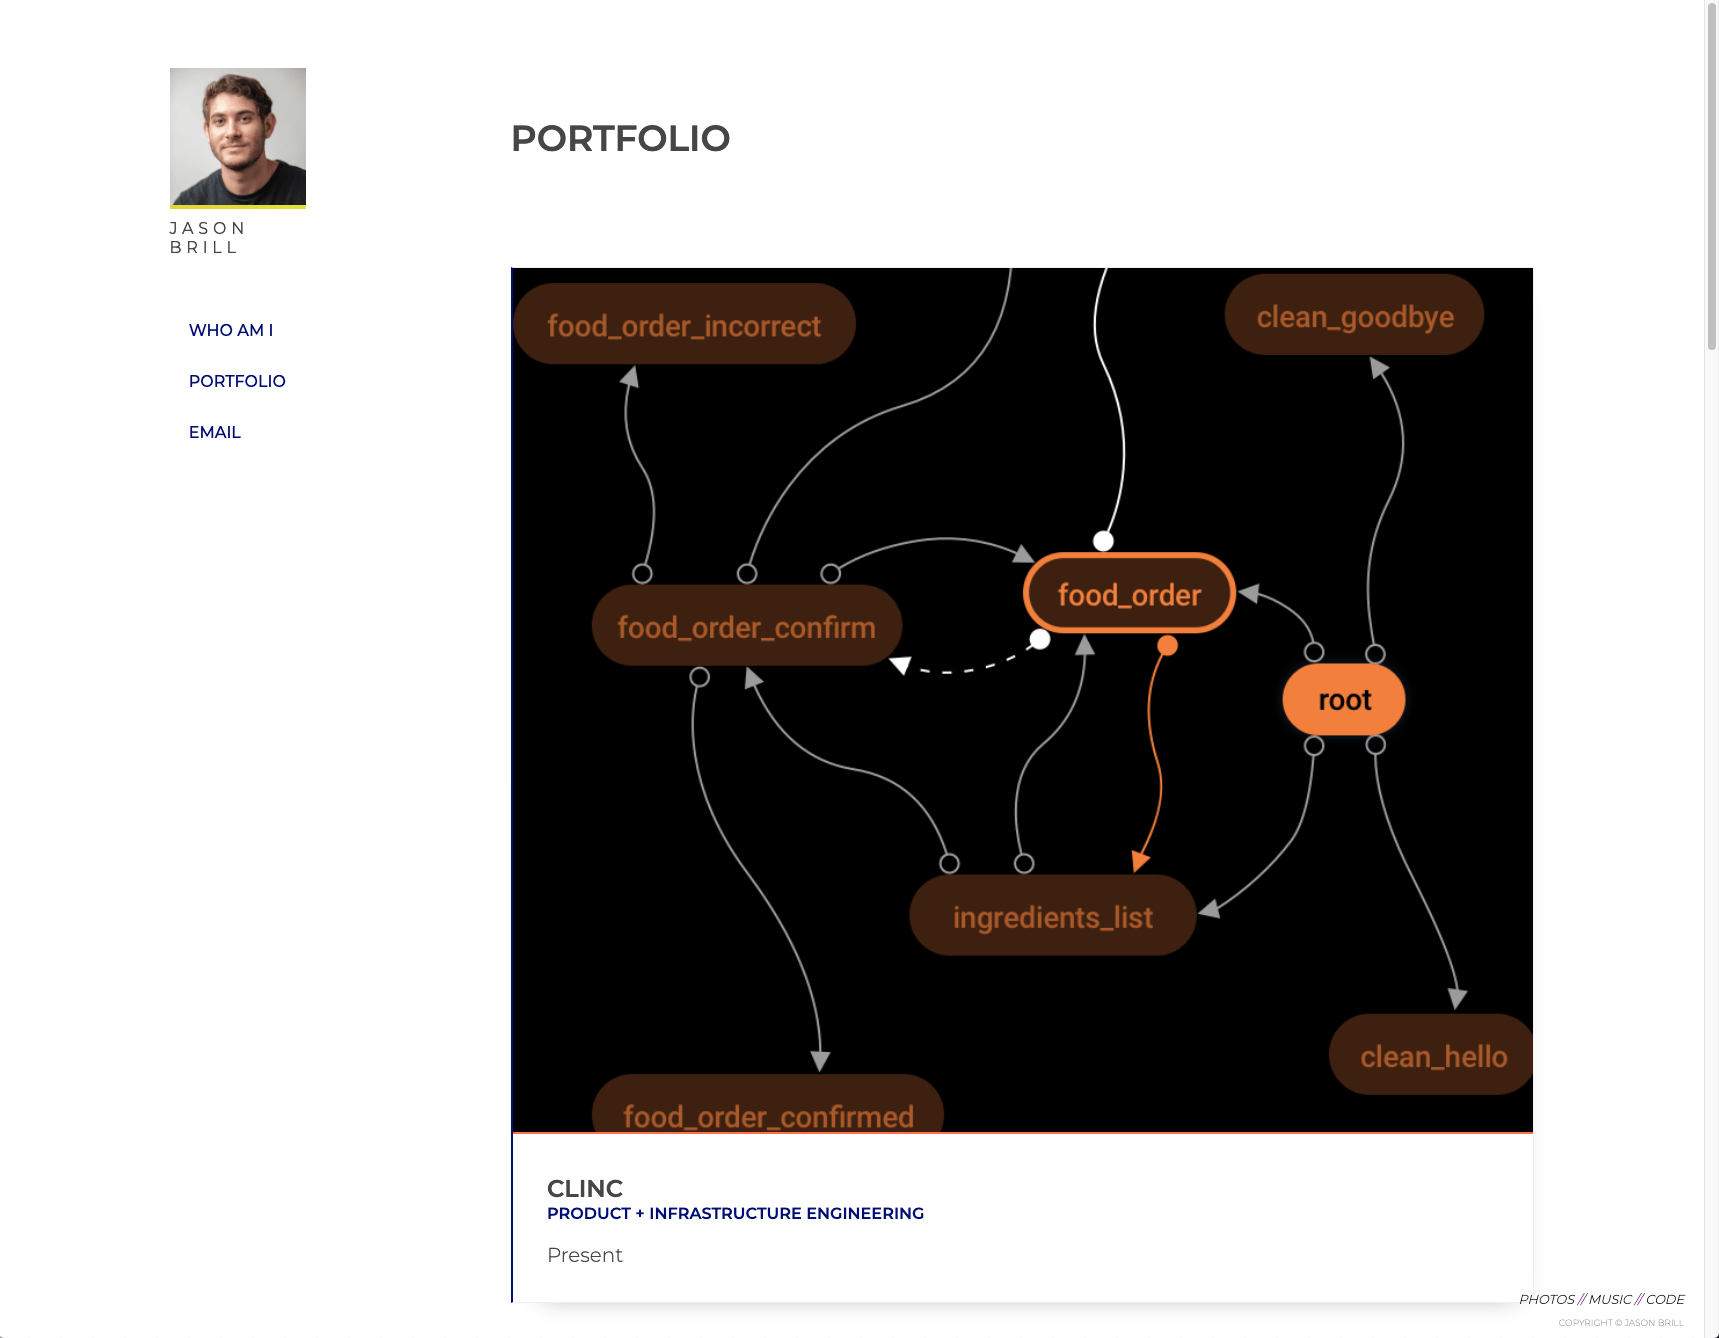 JASON
BRILL
WHO AM I
PORTFOLIO
EMAIL
PORTFOLIO
food_order_incorrect
clean_goodbye
food_order
food_order_confirm
root
ingredients_list
clean_hello
food_order_confirmed
CLINC
PRODUCT + INFRASTRUCTURE ENGINEERING
Present
PHOTOS // MUSIC // CODE
COPYRIGHT © JASON BRILL